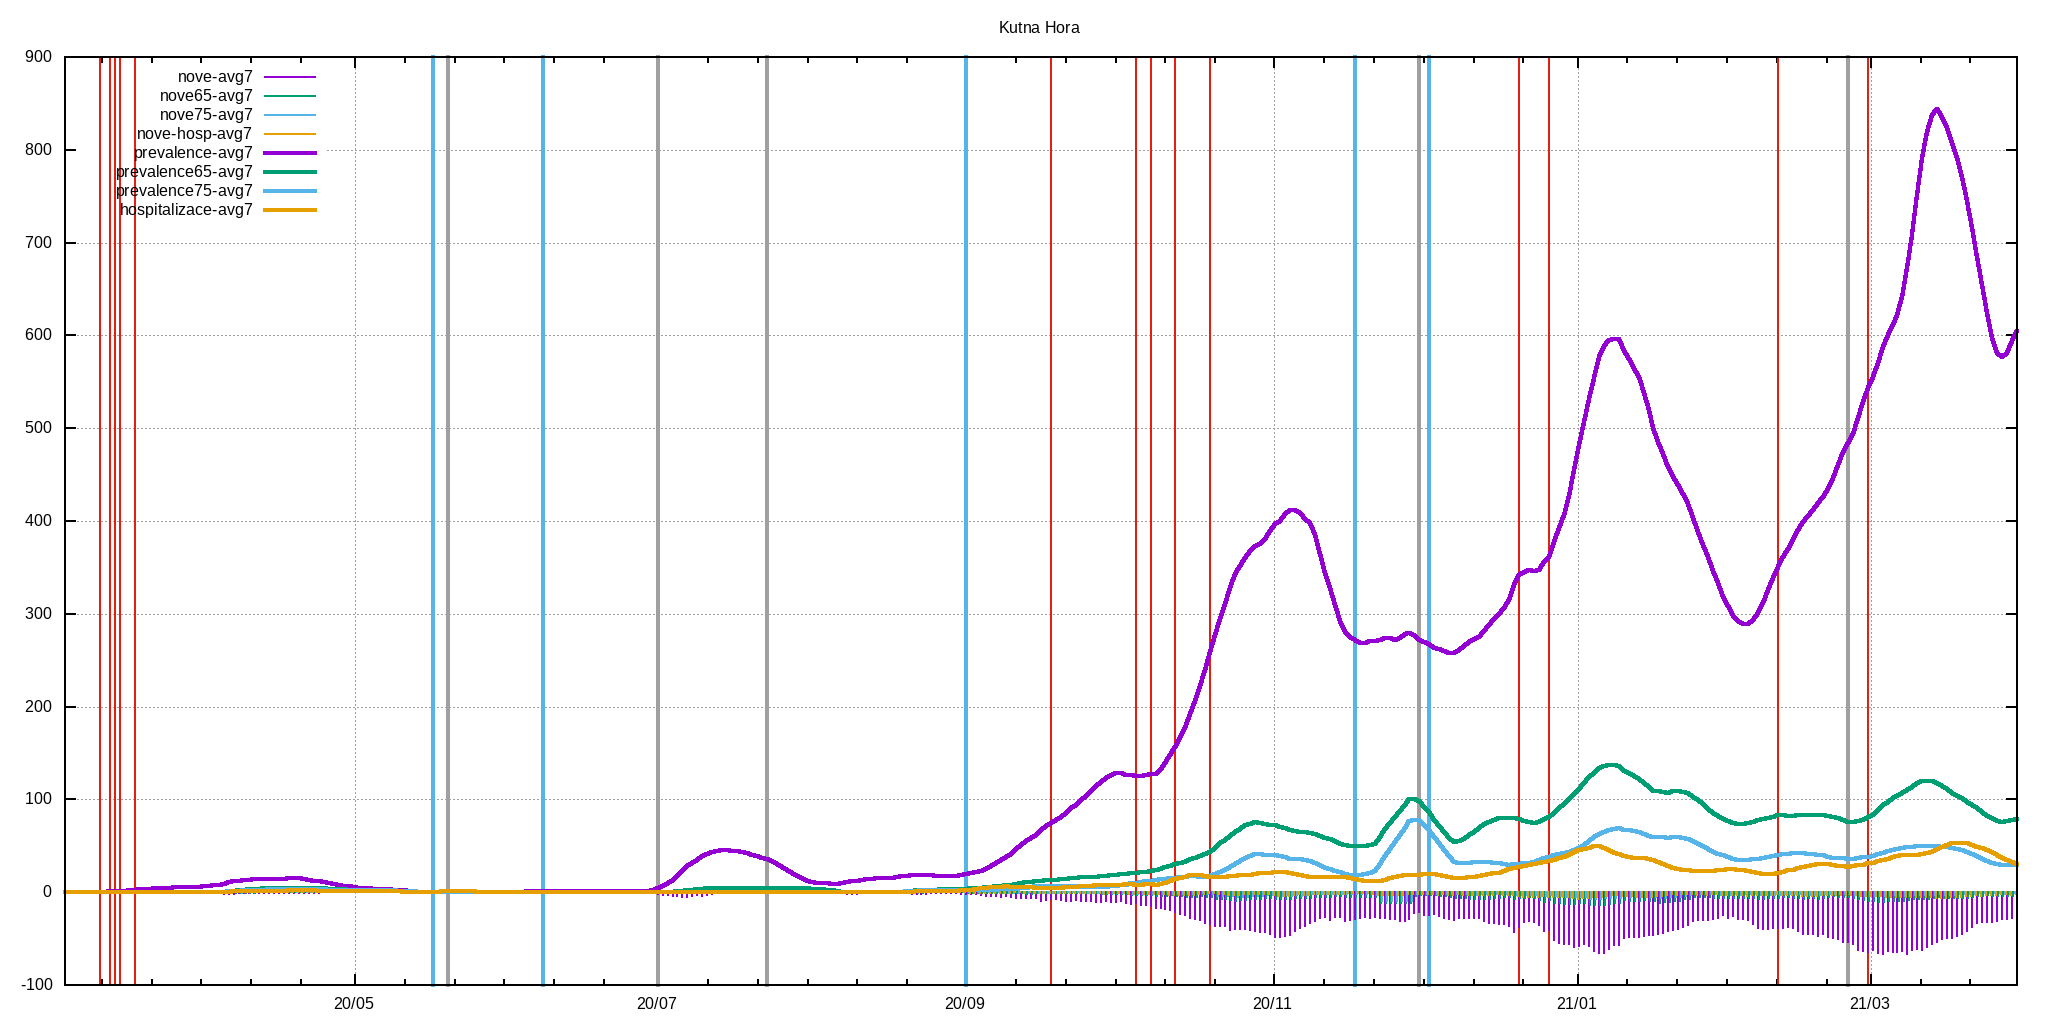 Kutna Hora
900
800
700
600
500
400
300
200
100
0
-100
nove-avg7
nove65-avg7
nove75-avg7
nove-hosp-avg7
prevalence-avg7
prevalence65-avg7
prevalence75-avg7
hospitalizace-avg7
20/05 20/07 20/09 20/11 21/01 21/03